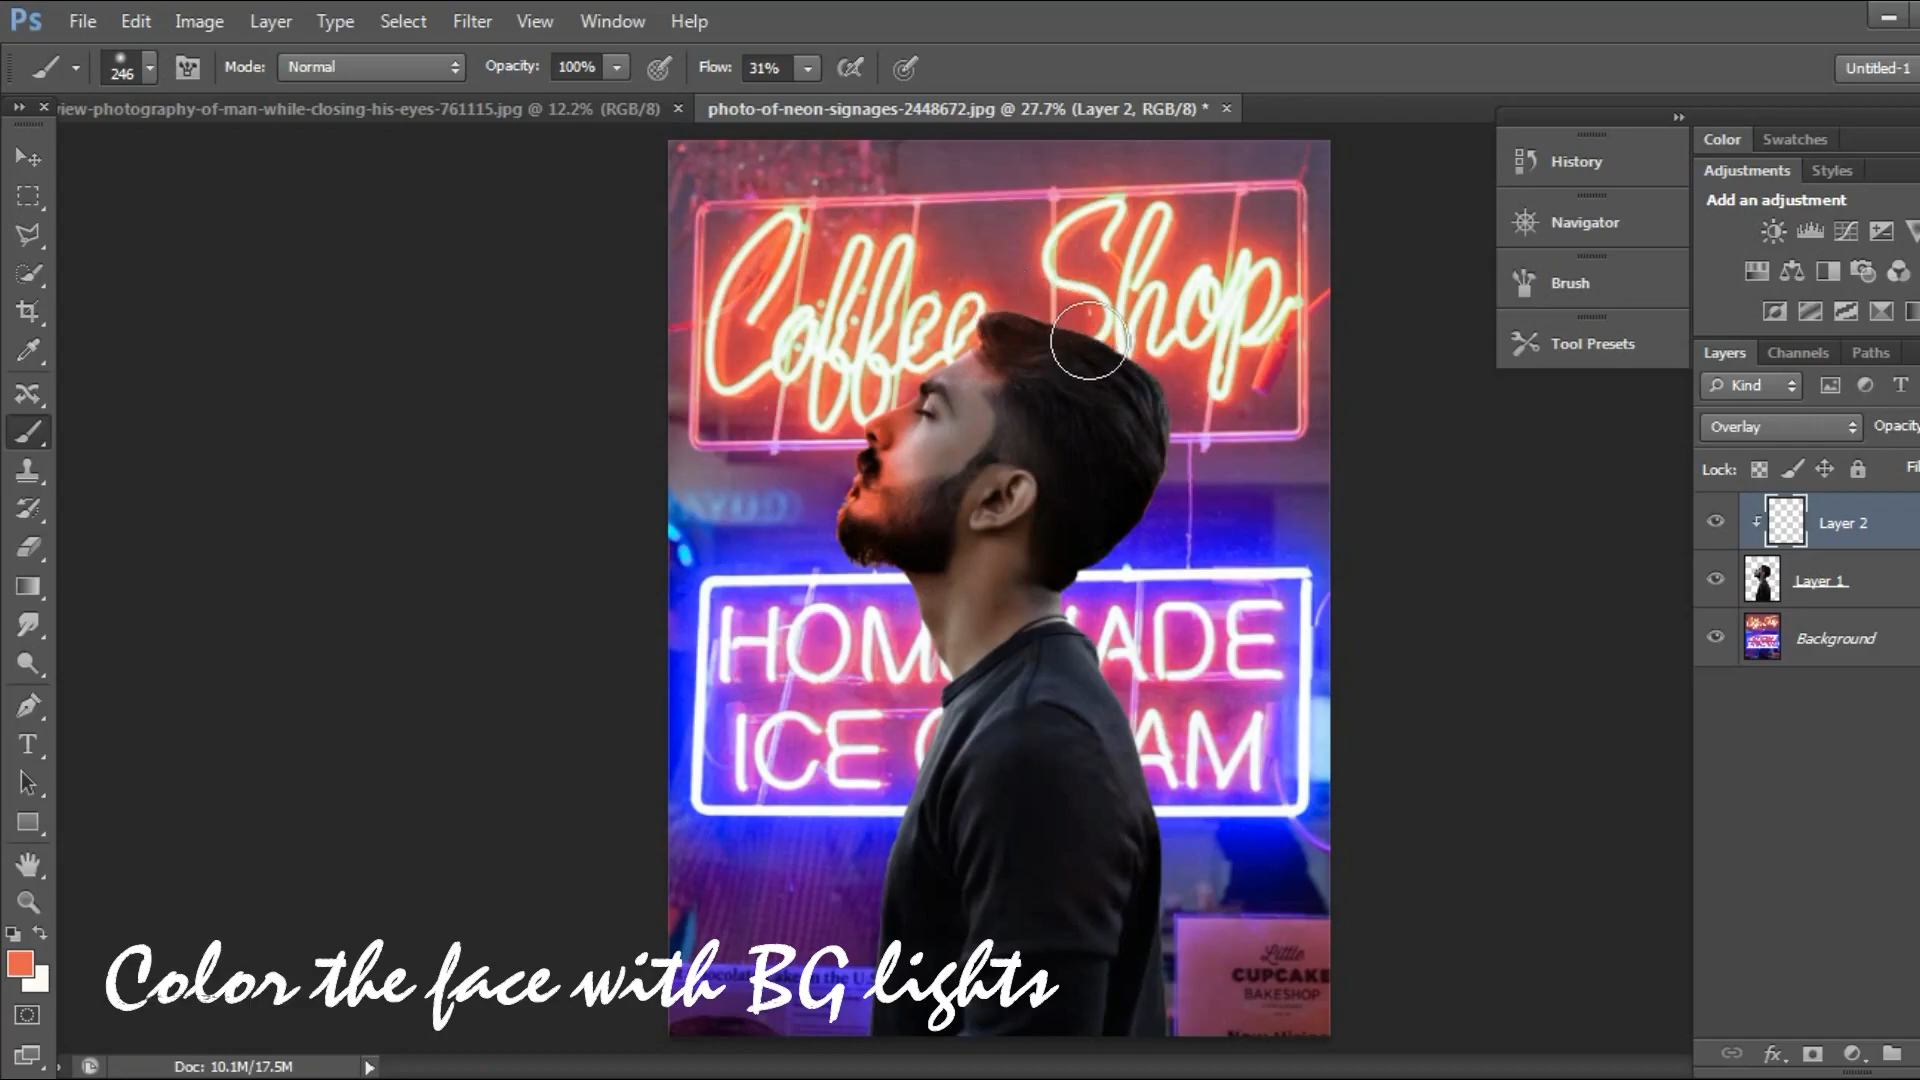 Ps File Edit Image Layer Type Select Filter View Window Help
246 Mode: Normal Opacity: 100% Flow: 31% Untitled-1
view-photography-of-man-while-closing-his-eyes-761115.jpg @ 12.2% (RGB/8) × photo-of-neon-signages-2448672.jpg @ 27.7% (Layer 2, RGB/8) * ×
History
Navigator
Brush
Tool Presets
Color Swatches
Adjustments Styles
Add an adjustment
Layers Channels Paths
Kind
Overlay Opacity
Lock: Fil
Layer 2
Layer 1
Background
Coffee Shop
HOM ADE
ICE AM
Little
CUPCAKE
BAKESHOP
Color the face with BG lights
Doc: 10.1M/17.5M